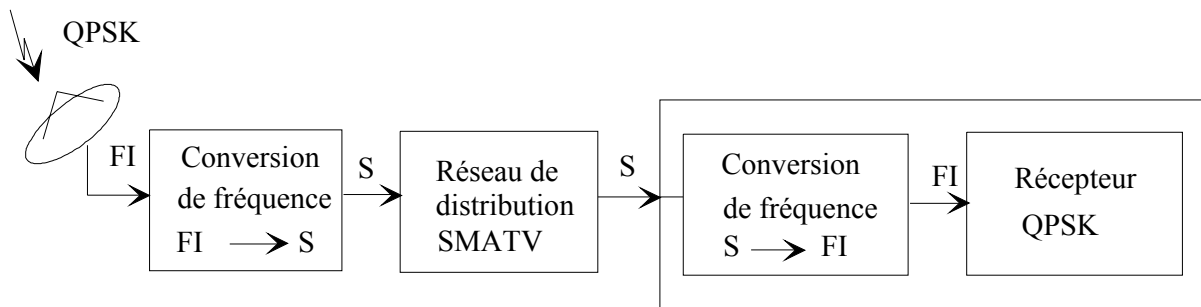 QPSK
FI
Conversion
de fréquence
FI S
S
Réseau de
distribution
SMATV
S
Conversion
de fréquence
S FI
FI
Récepteur
QPSK